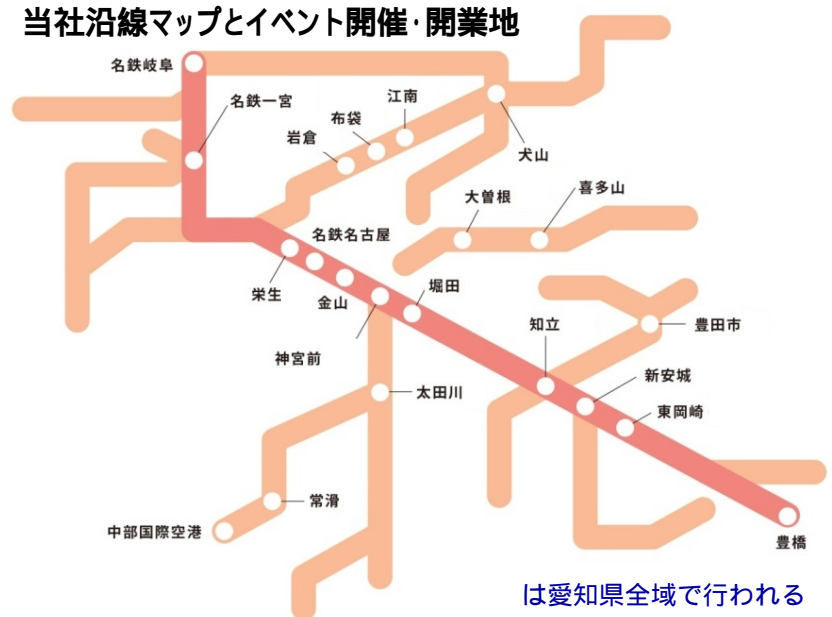 当社沿線マップとイベント開催・開業地
名鉄岐阜
名鉄一宮
江南
布袋
岩倉
犬山
大曽根
喜多山
名鉄名古屋
栄生
金山
堀田
神宮前
知立
豊田市
新安城
東岡崎
太田川
常滑
中部国際空港
豊橋
は愛知県全域で行われる